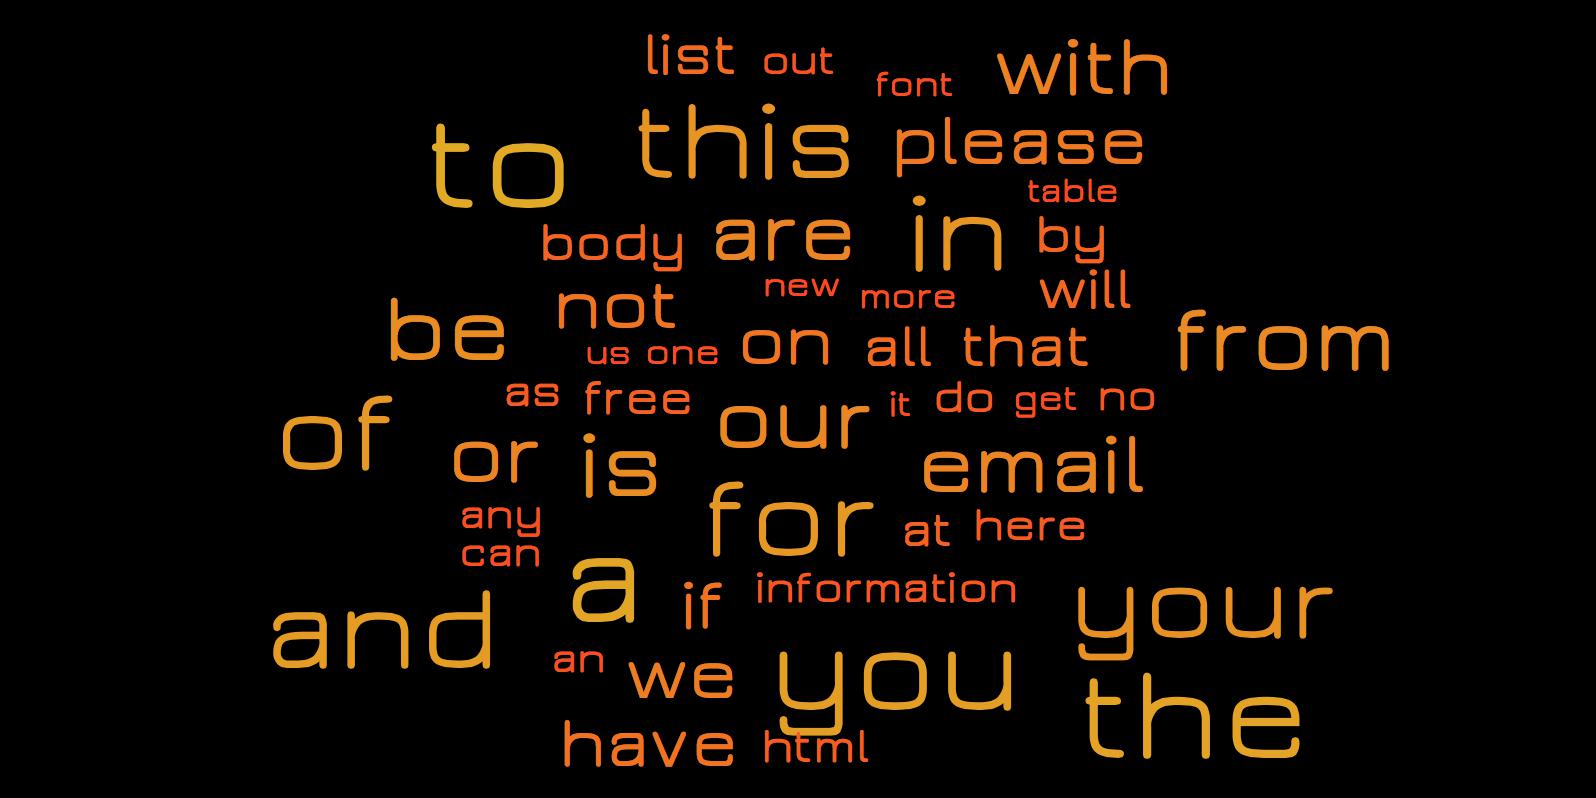 list out font with
to this please
table
body are in by
new more will
be not
us one on all that from
as free it do get no
of or is our email
any for at here
can
a if information your
and
an we you
the
have html